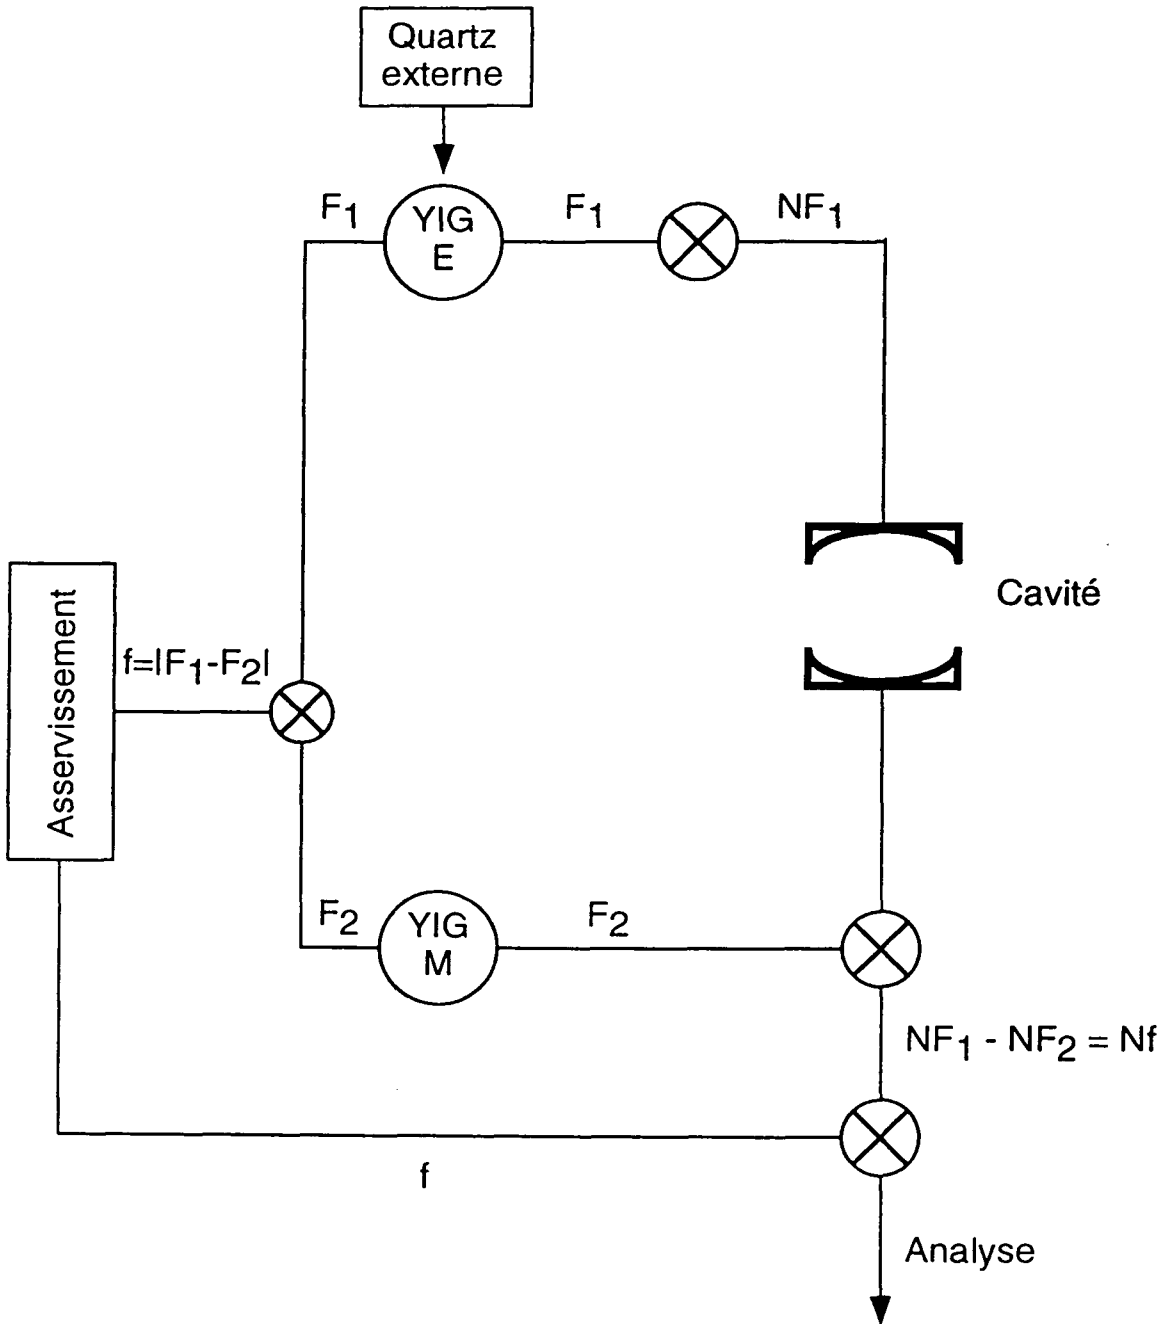 Quartz
externe
F1
YIG
E
F1
NF1
Cavité
Asservissement
f=|F1-F2|
F2
YIG
M
F2
NF1 - NF2 = Nf
f
Analyse